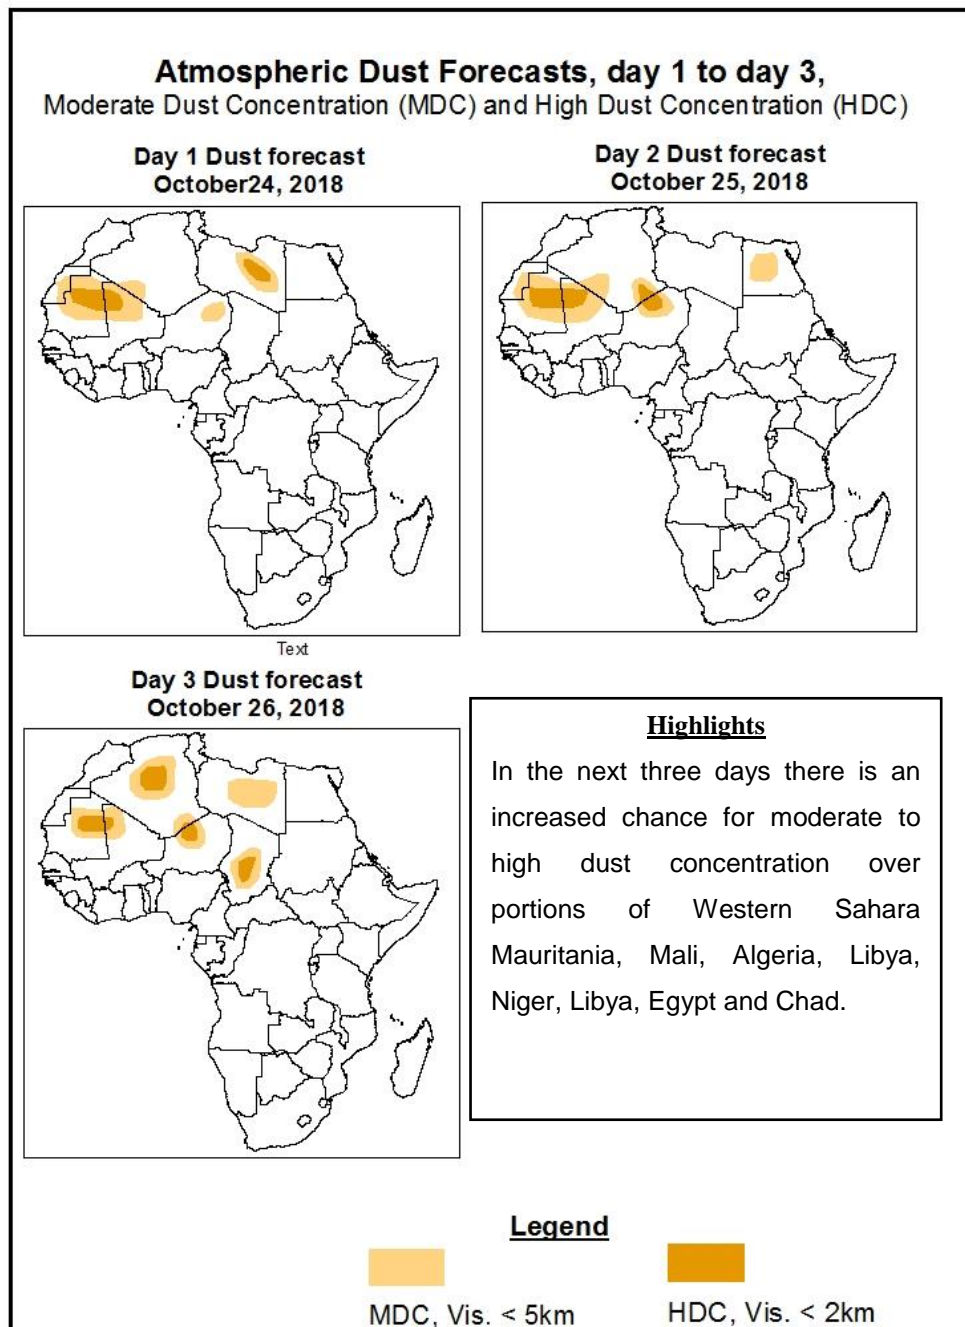 Atmospheric Dust Forecasts, day 1 to day 3,
Moderate Dust Concentration (MDC) and High Dust Concentration (HDC)
Day 1 Dust forecast
October24, 2018
Day 2 Dust forecast
October 25, 2018
Text
Day 3 Dust forecast
October 26, 2018
Highlights
In the next three days there is an
increased chance for moderate to
high dust concentration over
portions of Western Sahara
Mauritania, Mali, Algeria, Libya,
Niger, Libya, Egypt and Chad.
Legend
MDC, Vis. < 5km
HDC, Vis. < 2km